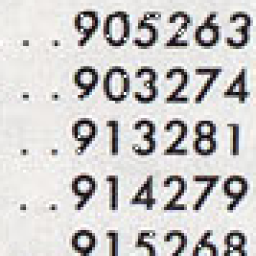 . . 905263
. . 903274
. . 913281
. . 914279
915268